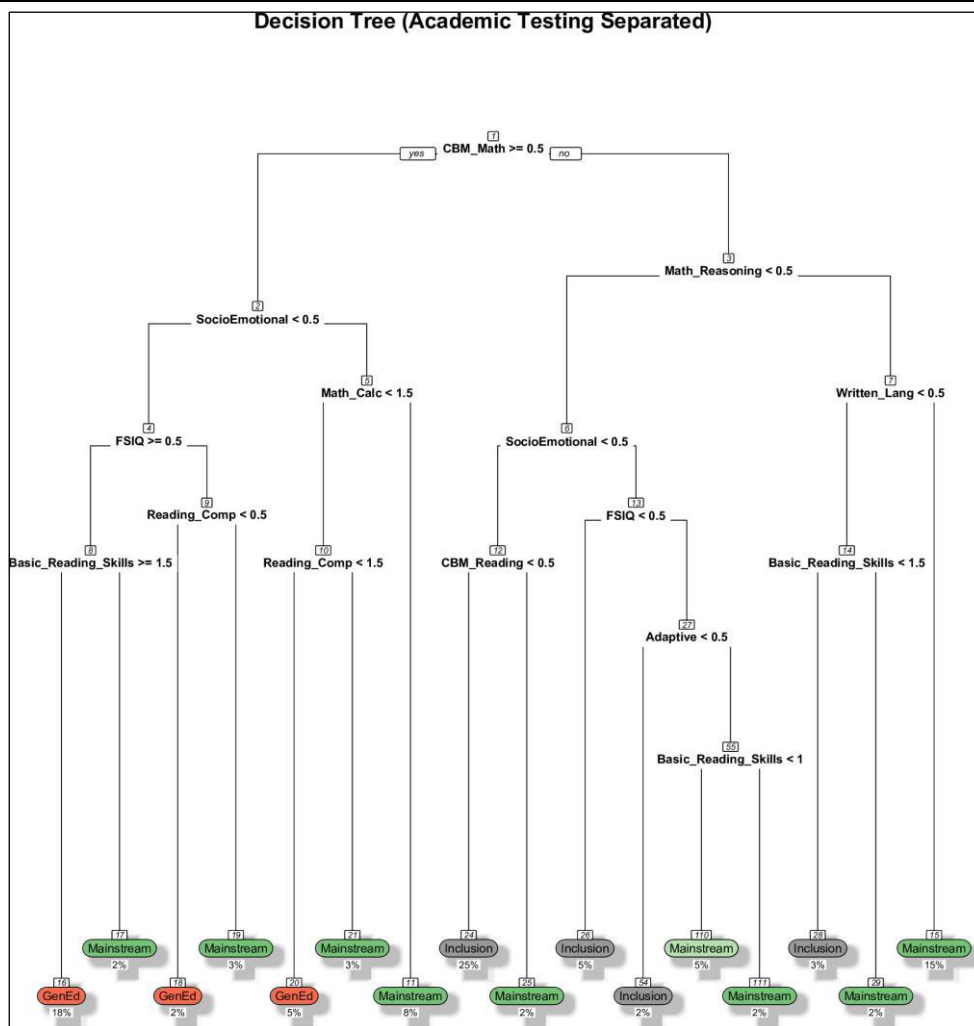 Decision Tree (Academic Testing Separated)
1
CBM_Math >= 0.5
yes
no
3
Math_Reasoning < 0.5
2
SocioEmotional < 0.5
5
Math_Calc < 1.5
7
Written_Lang < 0.5
4
FSIQ >= 0.5
6
SocioEmotional < 0.5
9
Reading_Comp < 0.5
13
FSIQ < 0.5
8
Basic_Reading_Skills >= 1.5
10
Reading_Comp < 1.5
12
CBM_Reading < 0.5
14
Basic_Reading_Skills < 1.5
27
Adaptive < 0.5
55
Basic_Reading_Skills < 1
17
Mainstream
2%
19
Mainstream
3%
21
Mainstream
3%
24
Inclusion
25%
26
Inclusion
5%
110
Mainstream
5%
28
Inclusion
3%
15
Mainstream
15%
16
GenEd
18%
18
GenEd
2%
20
GenEd
5%
11
Mainstream
8%
25
Mainstream
2%
54
Inclusion
2%
111
Mainstream
2%
29
Mainstream
2%